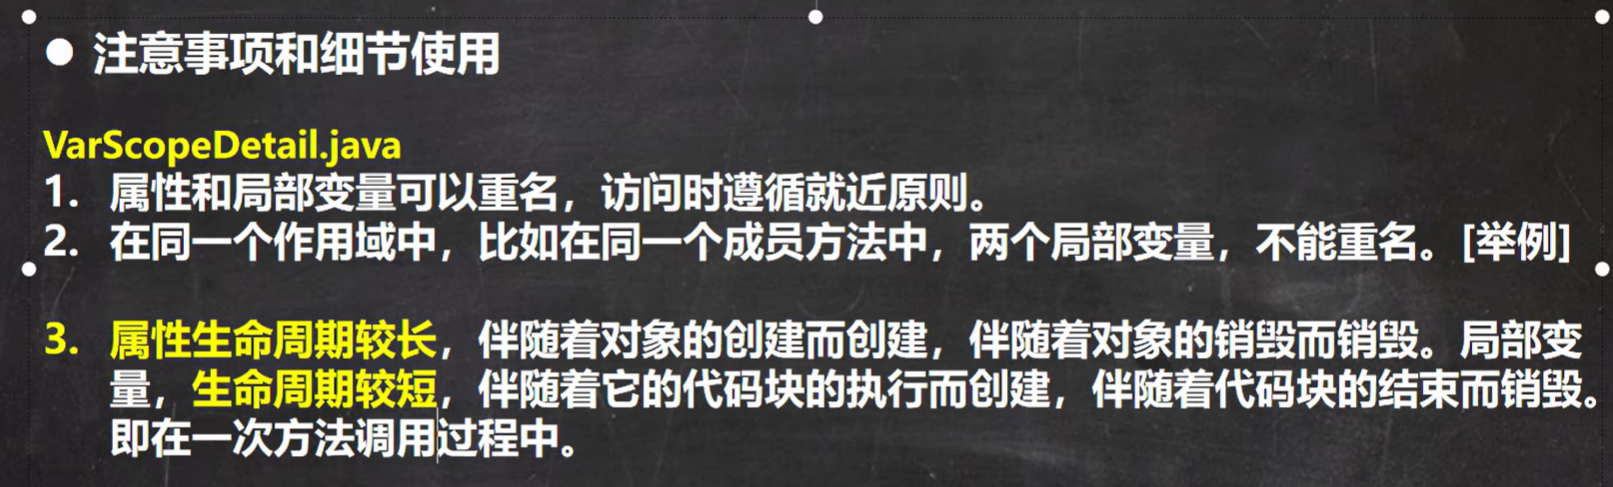 ● 注意事项和细节使用
VarScopeDetail.java
1. 属性和局部变量可以重名，访问时遵循就近原则。
2. 在同一个作用域中，比如在同一个成员方法中，两个局部变量，不能重名。[举例]
3. 属性生命周期较长，伴随着对象的创建而创建，伴随着对象的销毁而销毁。局部变
量，生命周期较短，伴随着它的代码块的执行而创建，伴随着代码块的结束而销毁。
即在一次方法调用过程中。